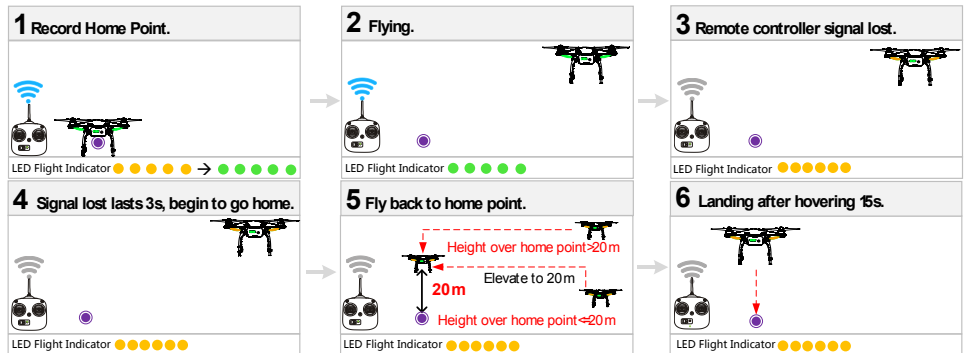 1 Record Home Point.
LED Flight Indicator →
2 Flying.
LED Flight Indicator
3 Remote controller signal lost.
LED Flight Indicator
4 Signal lost lasts 3s, begin to go home.
LED Flight Indicator
5 Fly back to home point.
Height over home point>20m
Elevate to 20m
20m
Height over home point<=20m
LED Flight Indicator
6 Landing after hovering 15s.
LED Flight Indicator